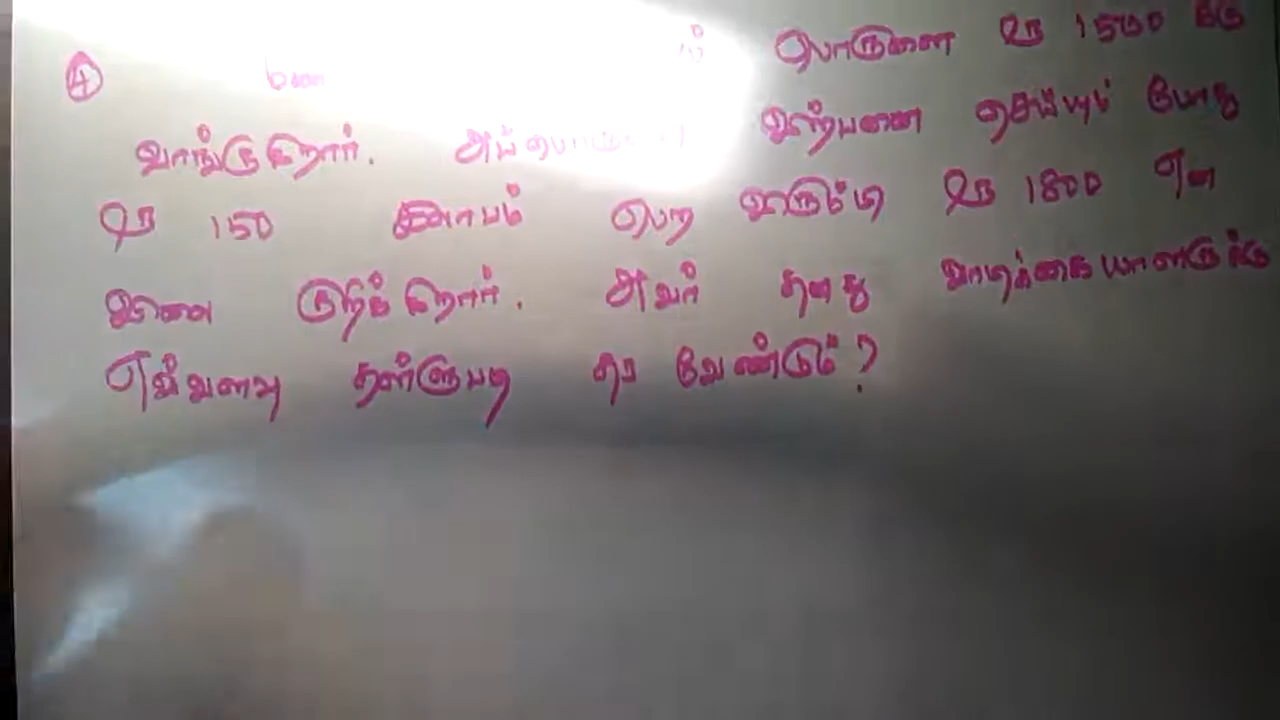 ④ பொருளை ரூ 1500 க்கு
வாங்குகிறார். விற்பனை செய்யும் போது
ரூ 150 இலாபம் பெற விரும்பி ரூ 1800 என
விலை குறிக்கிறார். அவர் தனது வாடிக்கையாளருக்கு
எவ்வளவு தள்ளுபடி தர வேண்டும்?